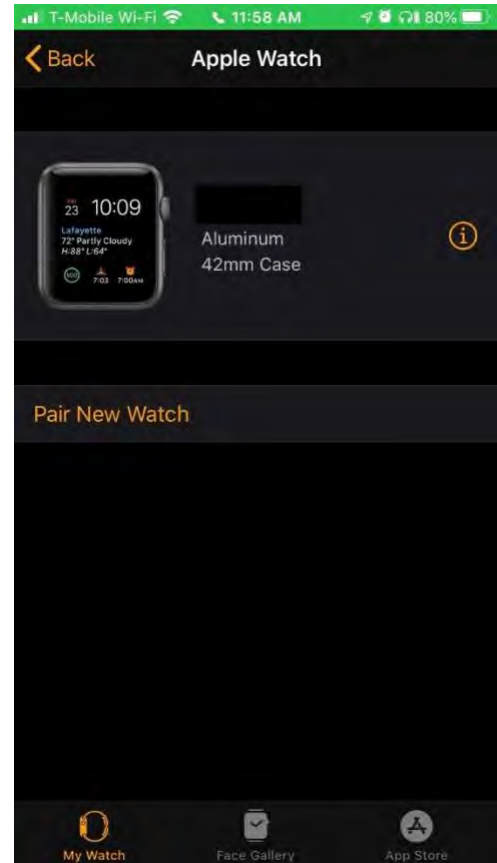 T-Mobile Wi-Fi 11:58 AM 80%
Back Apple Watch
23 10:09
Lafayette
72° Partly Cloudy
H:88° L:64°
100 7:03 7:00AM
Aluminum
42mm Case
i
Pair New Watch
My Watch Face Gallery App Store